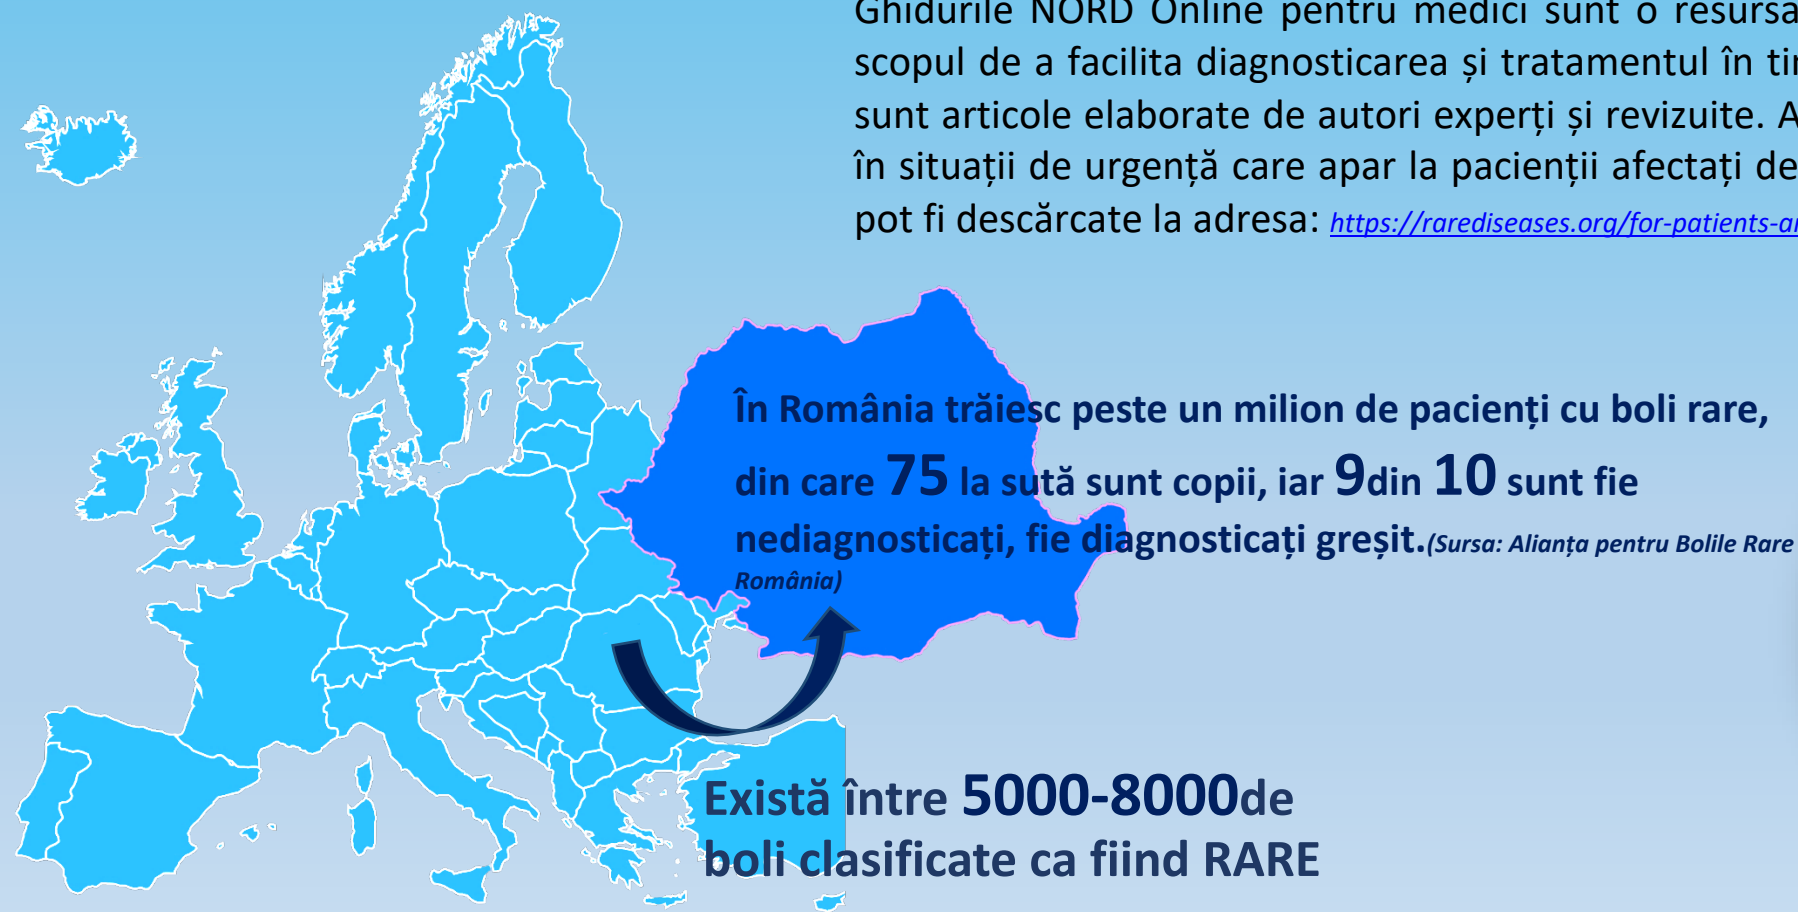 Ghidurile NORD Online pentru medici sunt o resursa
scopul de a facilita diagnosticarea și tratamentul în
sunt articole elaborate de autori experți și revizuite.
în situații de urgență care apar la pacienții afectați de
pot fi descărcate la adresa: https://rarediseases.org/for-patients-
În România trăiesc peste un milion de pacienți cu boli rare,
din care 75 la sută sunt copii, iar 9din 10 sunt fie
nediagnosticați, fie diagnosticați greșit.(Sursa: Alianța pentru Bolile Rare
România)
Există între 5000-8000de
boli clasificate ca fiind RARE